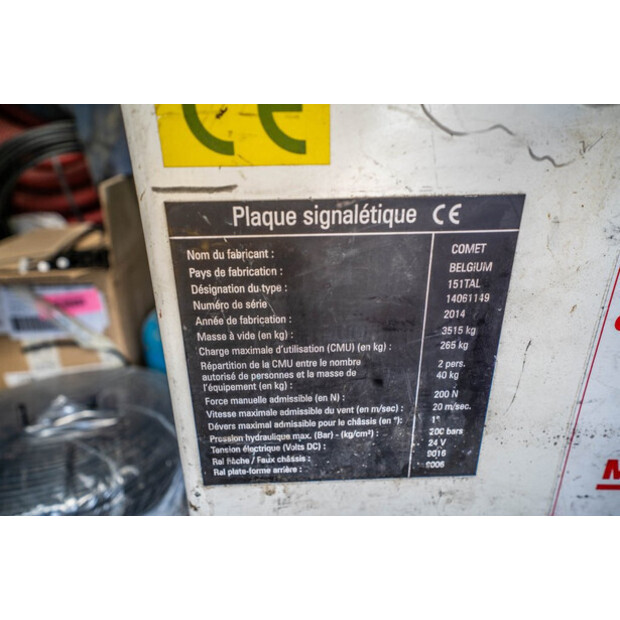 CE
Plaque signalétique CE
Nom du fabricant : COMET
Pays de fabrication : BELGIUM
Désignation du type : 151TAL
Numéro de série 14061149
Année de fabrication : 2014
Masse à vide (en kg) : 3515 kg
Charge maximale d'utilisation (CMU) (en kg) : 265 kg
Répartition de la CMU entre le nombre 2 pers.
autorisé de personnes et la masse de 40 kg
l'équipement (en kg) :
Force manuelle admissible (en N) : 200 N
Vitesse maximale admissible du vent (en m/sec) : 20 m/sec.
Dévers maximal admissible pour le châssis (en °): 1°
Pression hydraulique max. (Bar) - (kg/cm²) : 200 bars
Tension électrique (Volts DC) : 24 V
Ral flèche / Faux châssis : 9016
Ral plate-forme arrière :
M